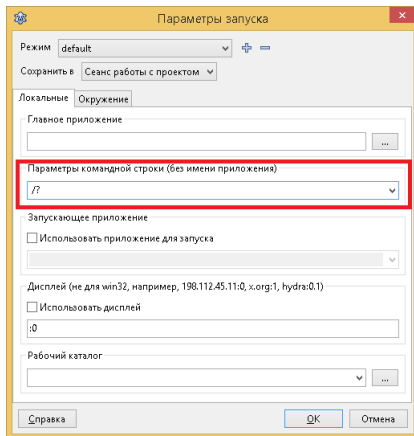 Параметры запуска
Режим default
Сохранить в Сеанс работы с проектом
Локальные Окружение
Главное приложение
...
Параметры командной строки (без имени приложения)
/?
Запускающее приложение
Использовать приложение для запуска
Дисплей (не для win32, например, 198.112.45.11:0, x.org:1, hydra:0.1)
Использовать дисплей
:0
Рабочий каталог
...
Справка OK Отмена